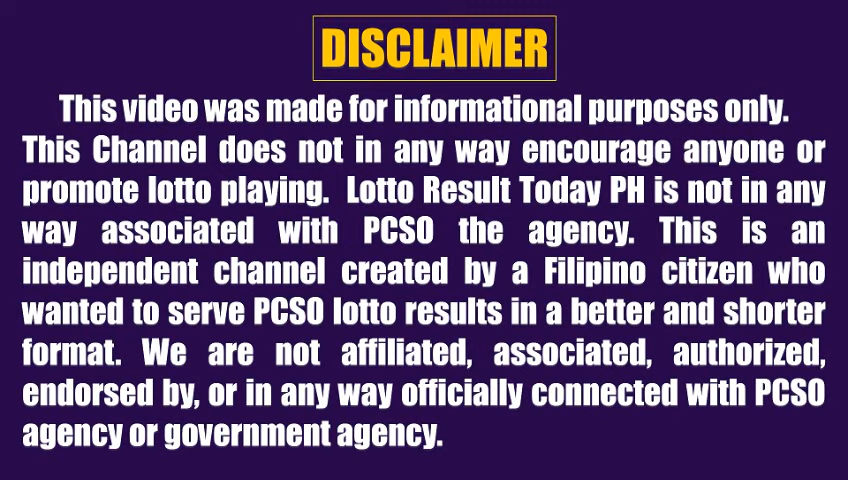 DISCLAIMER
This video was made for informational purposes only.
This Channel does not in any way encourage anyone or
promote lotto playing. Lotto Result Today PH is not in any
way associated with PCSO the agency. This is an
independent channel created by a Filipino citizen who
wanted to serve PCSO lotto results in a better and shorter
format. We are not affiliated, associated, authorized,
endorsed by, or in any way officially connected with PCSO
agency or government agency.